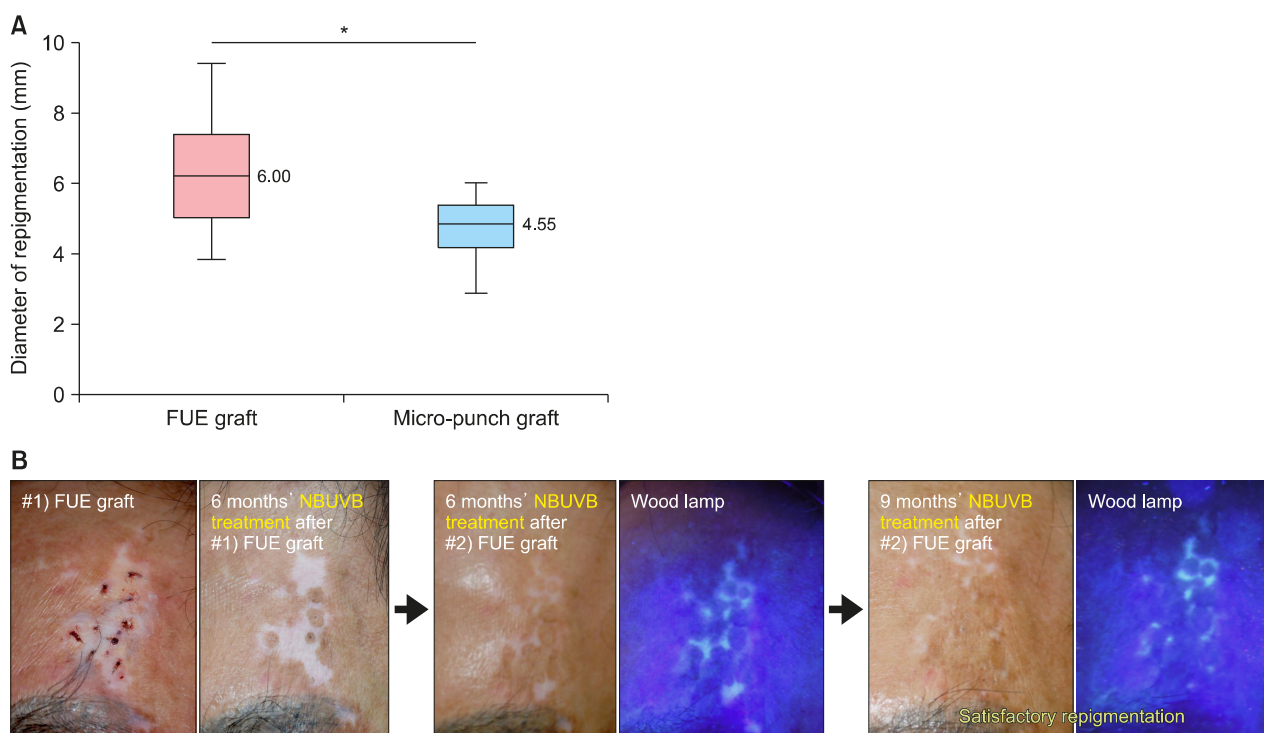 A
*
Diameter of repigmentation (mm)
10
8
6
4
2
0
6.00
4.55
FUE graft
Micro-punch graft
B
#1) FUE graft
6 months’ NBUVB
treatment after
#1) FUE graft
6 months’ NBUVB
treatment after
#2) FUE graft
Wood lamp
9 months’ NBUVB
treatment after
#2) FUE graft
Wood lamp
Satisfactory repigmentation